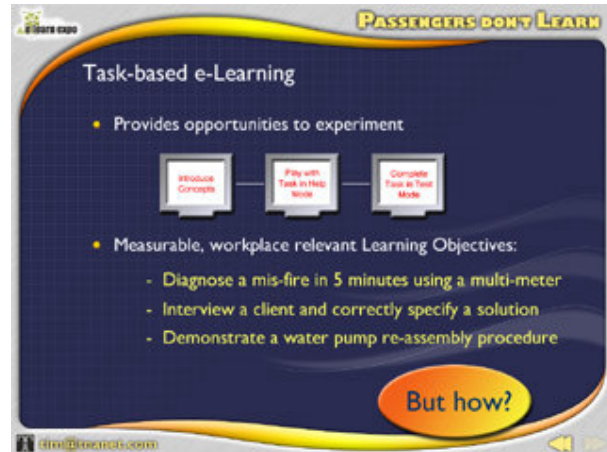 e learn expo
PASSENGERS DON'T LEARN
Task-based e-Learning
• Provides opportunities to experiment
Introduce
Concepts
Play with
Task in Help
Mode
Complete
Task in Test
Mode
• Measurable, workplace relevant Learning Objectives:
- Diagnose a mis-fire in 5 minutes using a multi-meter
- Interview a client and correctly specify a solution
- Demonstrate a water pump re-assembly procedure
But how?